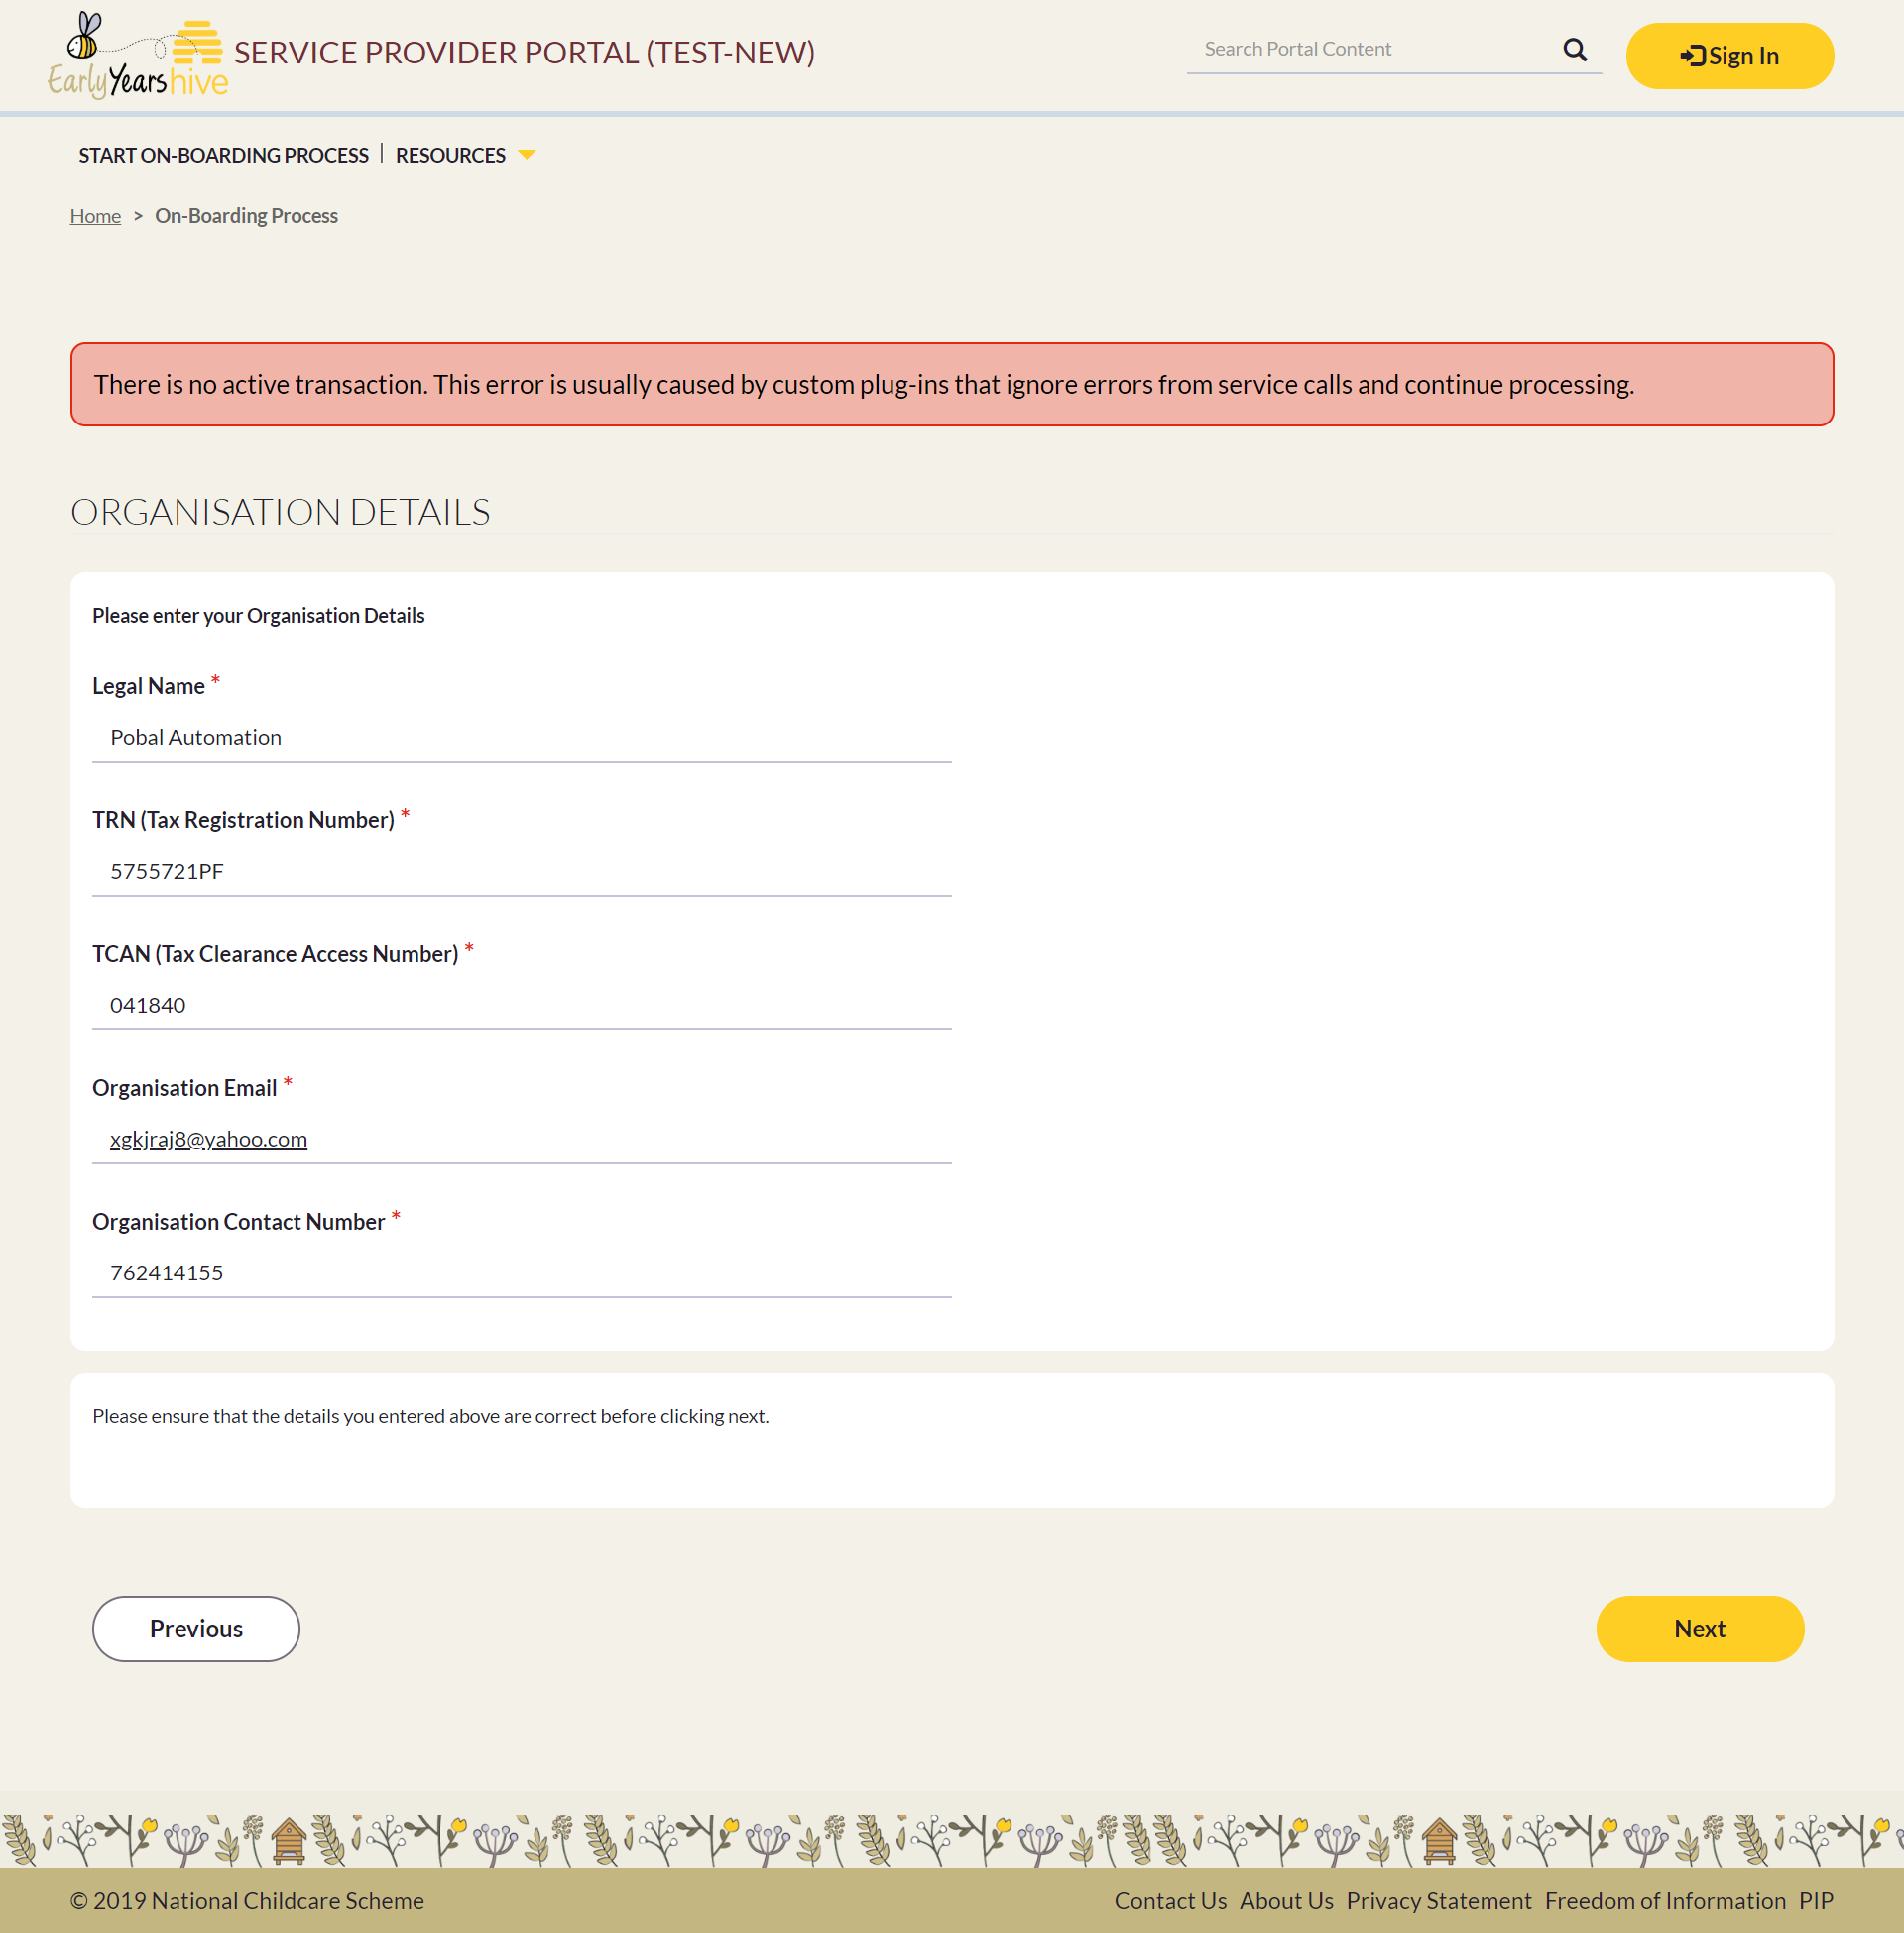 Early Years hive
SERVICE PROVIDER PORTAL (TEST-NEW)
Search Portal Content
Sign In
START ON-BOARDING PROCESS | RESOURCES
Home > On-Boarding Process
There is no active transaction. This error is usually caused by custom plug-ins that ignore errors from service calls and continue processing.
ORGANISATION DETAILS
Please enter your Organisation Details
Legal Name *
Pobal Automation
TRN (Tax Registration Number) *
5755721PF
TCAN (Tax Clearance Access Number) *
041840
Organisation Email *
xgkjraj8@yahoo.com
Organisation Contact Number *
762414155
Please ensure that the details you entered above are correct before clicking next.
Previous
Next
© 2019 National Childcare Scheme
Contact Us About Us Privacy Statement Freedom of Information PIP